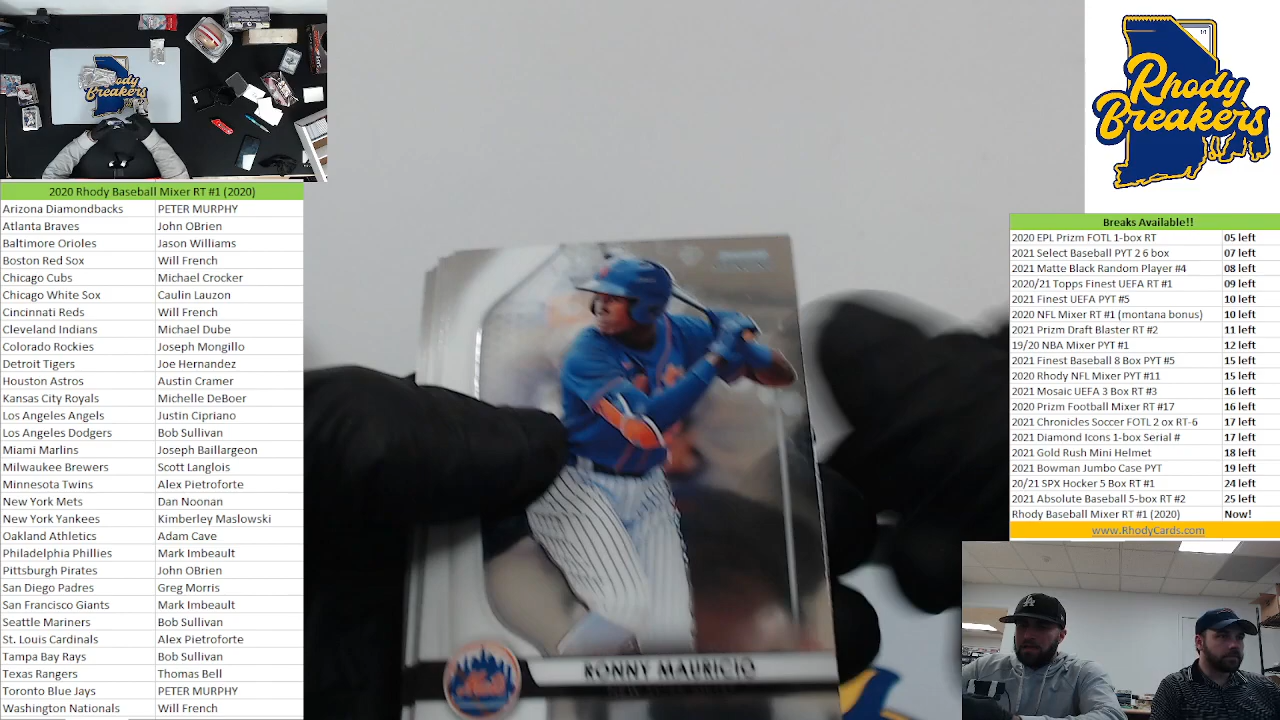 Rhody
Breakers
2020 Rhody Baseball Mixer RT #1 (2020)
Arizona Diamondbacks PETER MURPHY
Atlanta Braves John OBrien
Baltimore Orioles Jason Williams
Boston Red Sox Will French
Chicago Cubs Michael Crocker
Chicago White Sox Caulin Lauzon
Cincinnati Reds Will French
Cleveland Indians Michael Dube
Colorado Rockies Joseph Mongillo
Detroit Tigers Joe Hernandez
Houston Astros Austin Cramer
Kansas City Royals Michelle DeBoer
Los Angeles Angels Justin Cipriano
Los Angeles Dodgers Bob Sullivan
Miami Marlins Joseph Baillargeon
Milwaukee Brewers Scott Langlois
Minnesota Twins Alex Pietroforte
New York Mets Dan Noonan
New York Yankees Kimberley Maslowski
Oakland Athletics Adam Cave
Philadelphia Phillies Mark Imbeault
Pittsburgh Pirates John OBrien
San Diego Padres Greg Morris
San Francisco Giants Mark Imbeault
Seattle Mariners Bob Sullivan
St. Louis Cardinals Alex Pietroforte
Tampa Bay Rays Bob Sullivan
Texas Rangers Thomas Bell
Toronto Blue Jays PETER MURPHY
Washington Nationals Will French
RONNY MAURICIO
NEW YORK METS
Mets
1/1
Rhody
Breakers
Breaks Available!!
2020 EPL Prizm FOTL 1-box RT 05 left
2021 Select Baseball PYT 2 6 box 07 left
2021 Matte Black Random Player #4 08 left
2020/21 Topps Finest UEFA RT #1 09 left
2021 Finest UEFA PYT #5 10 left
2020 NFL Mixer RT #1 (montana bonus) 10 left
2021 Prizm Draft Blaster RT #2 11 left
19/20 NBA Mixer PYT #1 12 left
2021 Finest Baseball 8 Box PYT #5 15 left
2020 Rhody NFL Mixer PYT #11 15 left
2021 Mosaic UEFA 3 Box RT #3 16 left
2020 Prizm Football Mixer RT #17 16 left
2021 Chronicles Soccer FOTL 2 ox RT-6 17 left
2021 Diamond Icons 1-box Serial # 17 left
2021 Gold Rush Mini Helmet 18 left
2021 Bowman Jumbo Case PYT 19 left
20/21 SPX Hocker 5 Box RT #1 24 left
2021 Absolute Baseball 5-box RT #2 25 left
Rhody Baseball Mixer RT #1 (2020) Now!
www.RhodyCards.com
LA